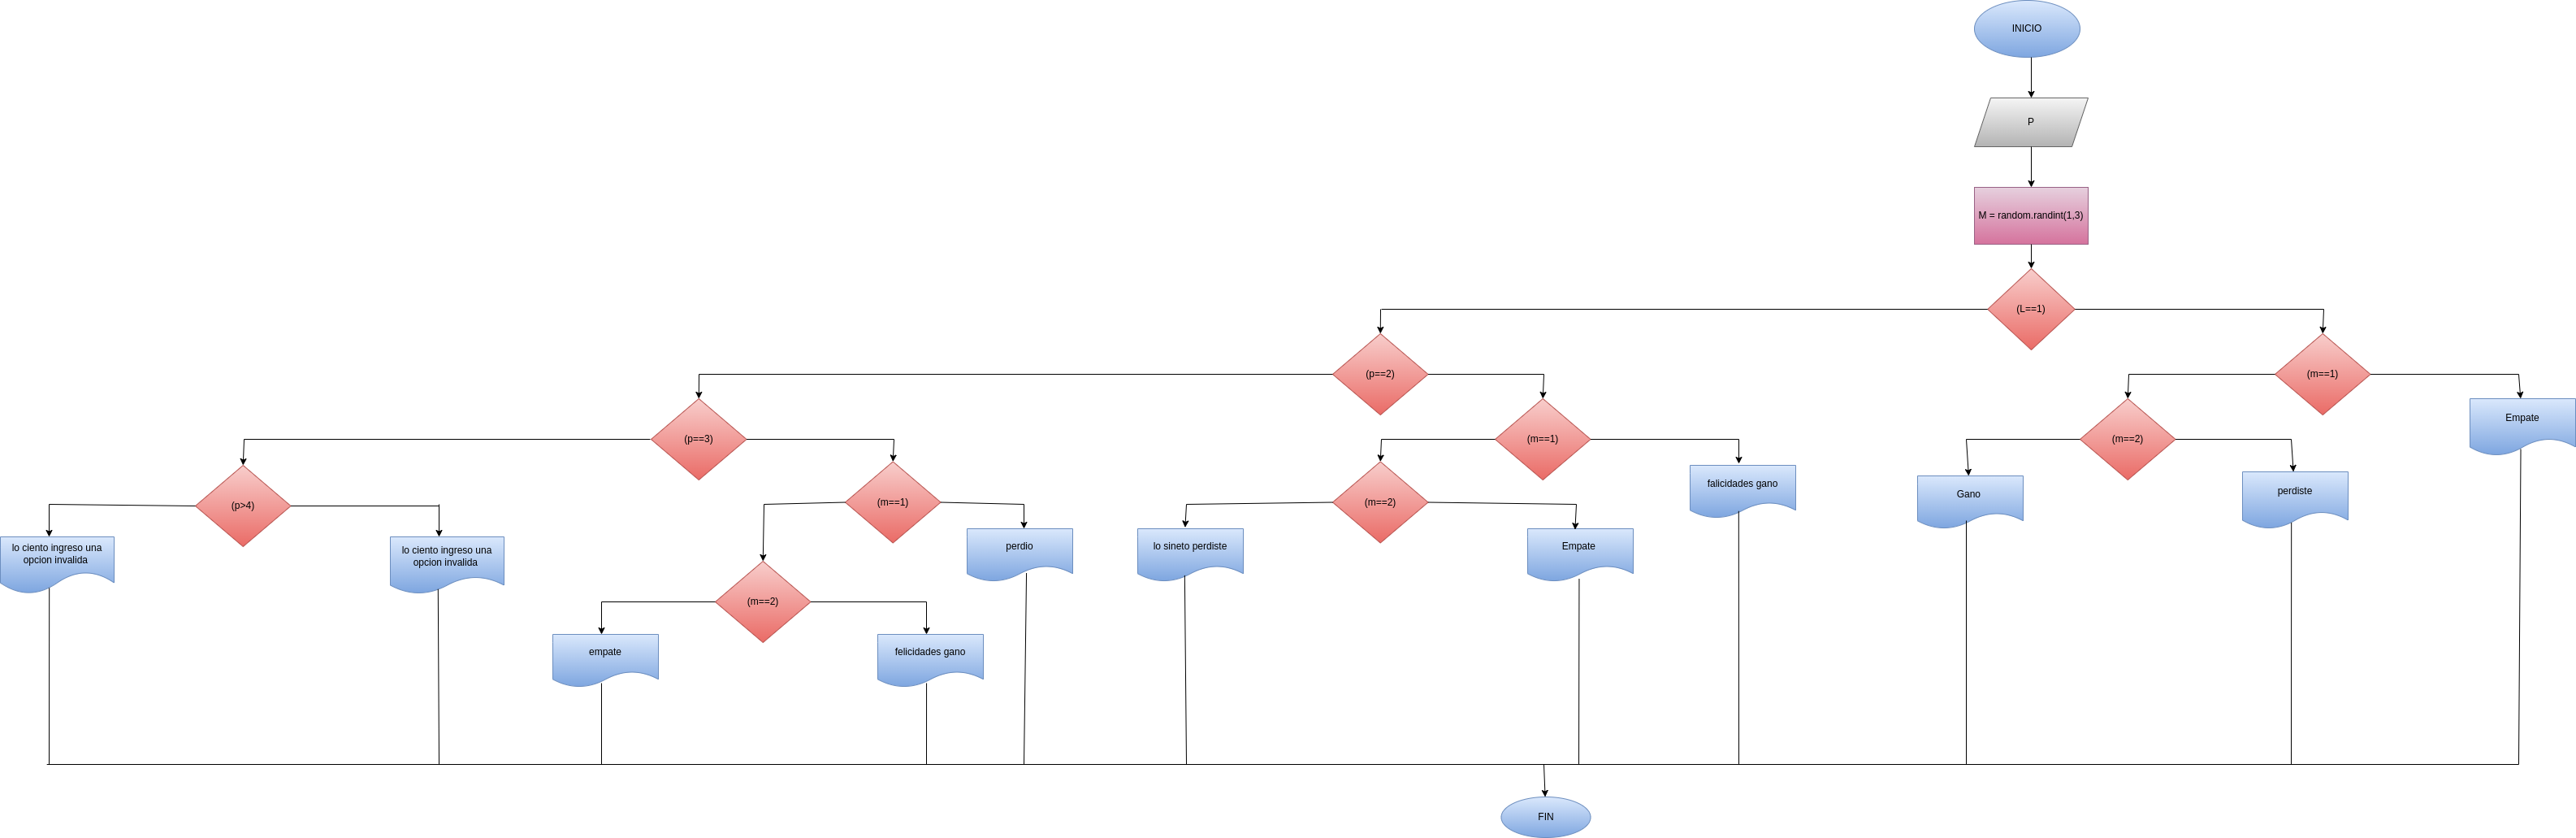 INICIO
P
M = random.randint(1,3)
(L==1)
(p==2)
(m==1)
(p==3)
(m==1)
(m==2)
Empate
(p>4)
(m==1)
(m==2)
falicidades gano
Gano
perdiste
lo ciento ingreso una
opcion invalida
lo ciento ingreso una
opcion invalida
perdio
lo sineto perdiste
Empate
(m==2)
empate
felicidades gano
FIN